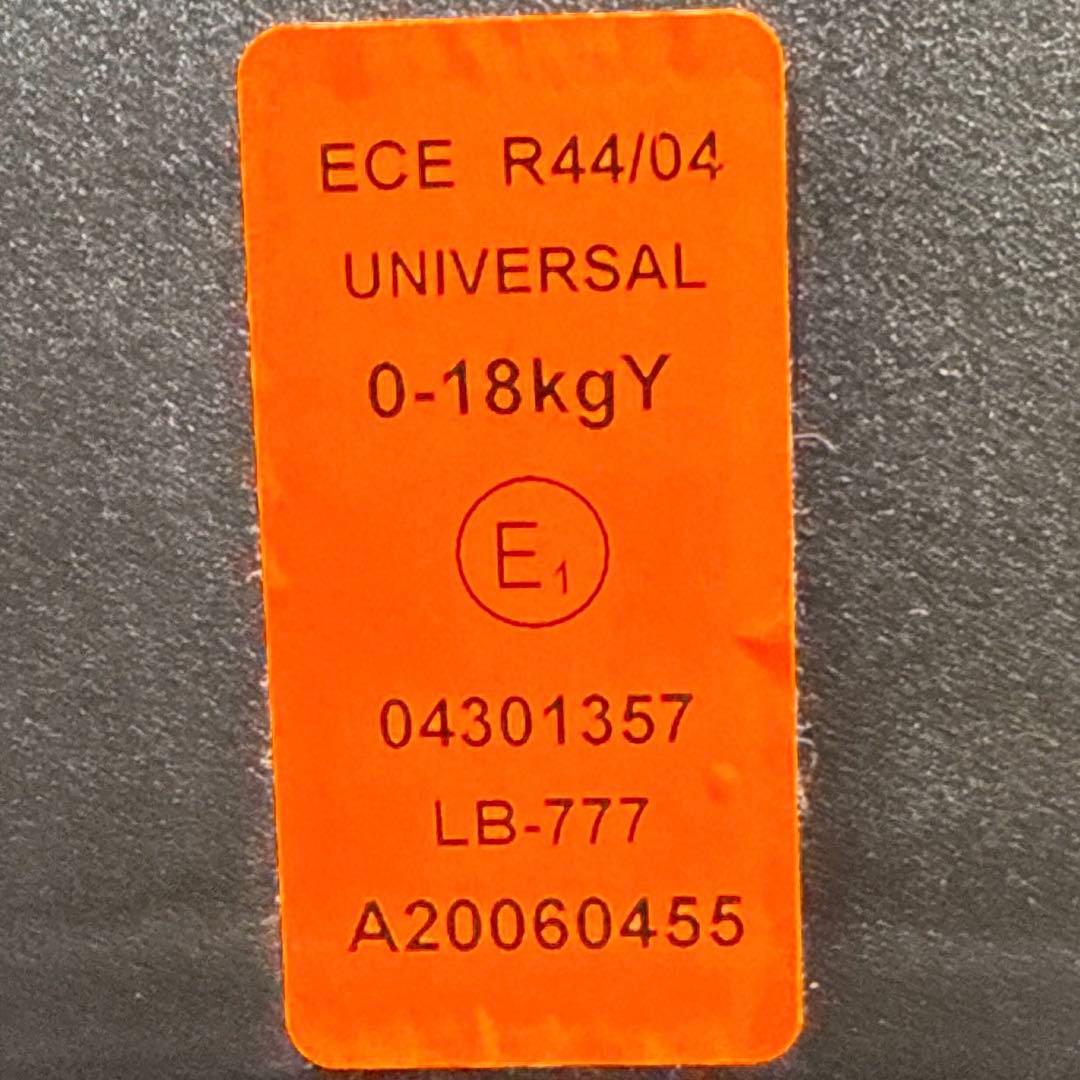 ECE R44/04
UNIVERSAL
0-18kgY
E1
04301357
LB-777
A20060455